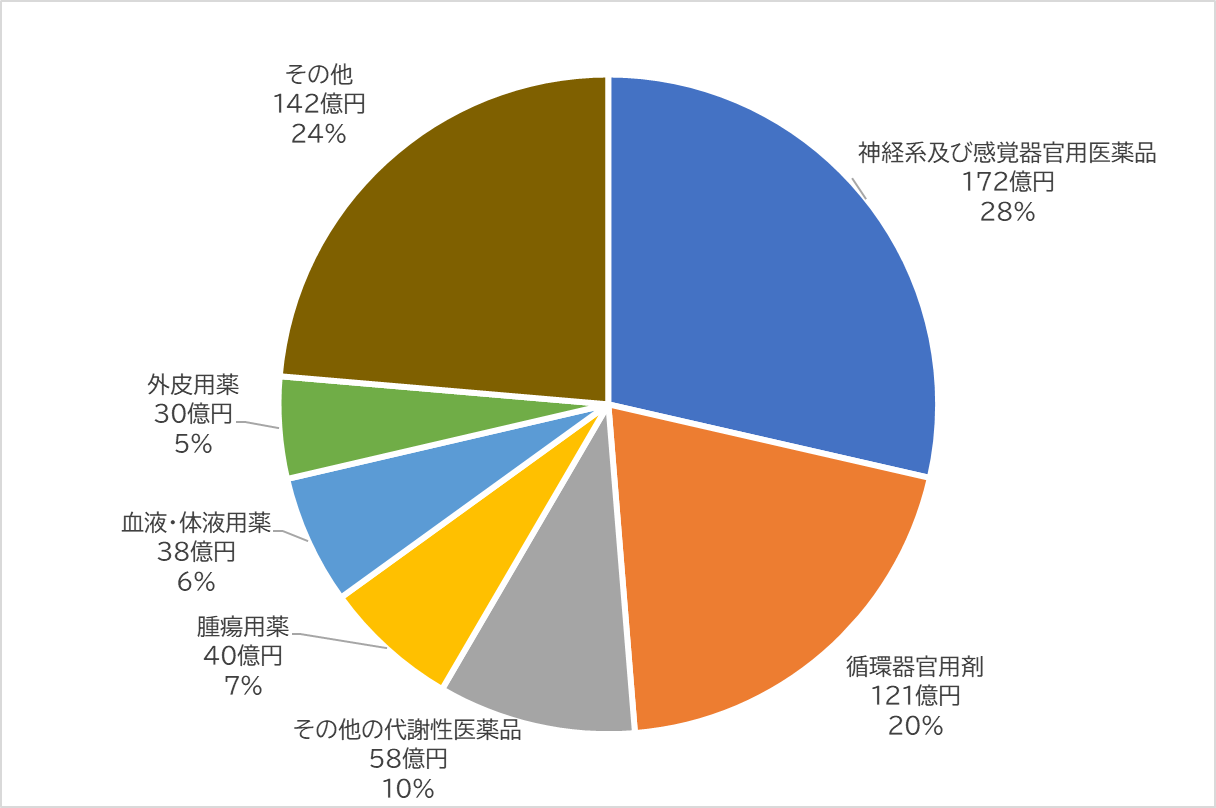 その他
142億円
24%
神経系及び感覚器官用医薬品
172億円
28%
外皮用薬
30億円
5%
血液・体液用薬
38億円
6%
腫瘍用薬
40億円
7%
循環器官用剤
121億円
20%
その他の代謝性医薬品
58億円
10%